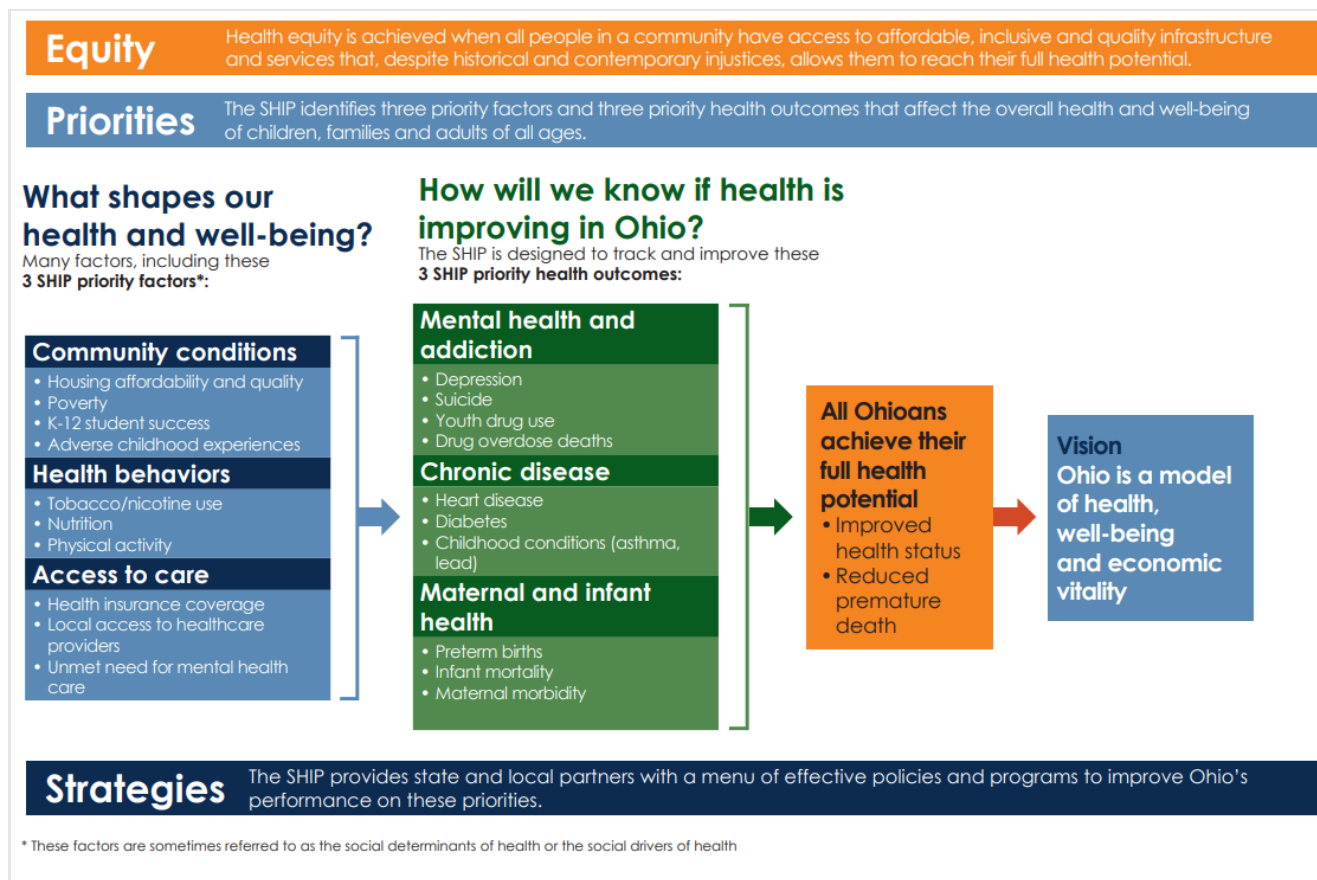 Equity
Health equity is achieved when all people in a community have access to affordable, inclusive and quality infrastructure
and services that, despite historical and contemporary injustices, allows them to reach their full health potential.
Priorities
The SHIP identifies three priority factors and three priority health outcomes that affect the overall health and well-being
of children, families and adults of all ages.
What shapes our
health and well-being?
Many factors, including these
3 SHIP priority factors*:
Community conditions
• Housing affordability and quality
• Poverty
• K-12 student success
• Adverse childhood experiences
Health behaviors
• Tobacco/nicotine use
• Nutrition
• Physical activity
Access to care
• Health insurance coverage
• Local access to healthcare
providers
• Unmet need for mental health
care
How will we know if health is
improving in Ohio?
The SHIP is designed to track and improve these
3 SHIP priority health outcomes:
Mental health and
addiction
• Depression
• Suicide
• Youth drug use
• Drug overdose deaths
Chronic disease
• Heart disease
• Diabetes
• Childhood conditions (asthma,
lead)
Maternal and infant
health
• Preterm births
• Infant mortality
• Maternal morbidity
All Ohioans
achieve their
full health
potential
• Improved
health status
• Reduced
premature
death
Vision
Ohio is a model
of health,
well-being
and economic
vitality
Strategies
The SHIP provides state and local partners with a menu of effective policies and programs to improve Ohio's
performance on these priorities.
* These factors are sometimes referred to as the social determinants of health or the social drivers of health